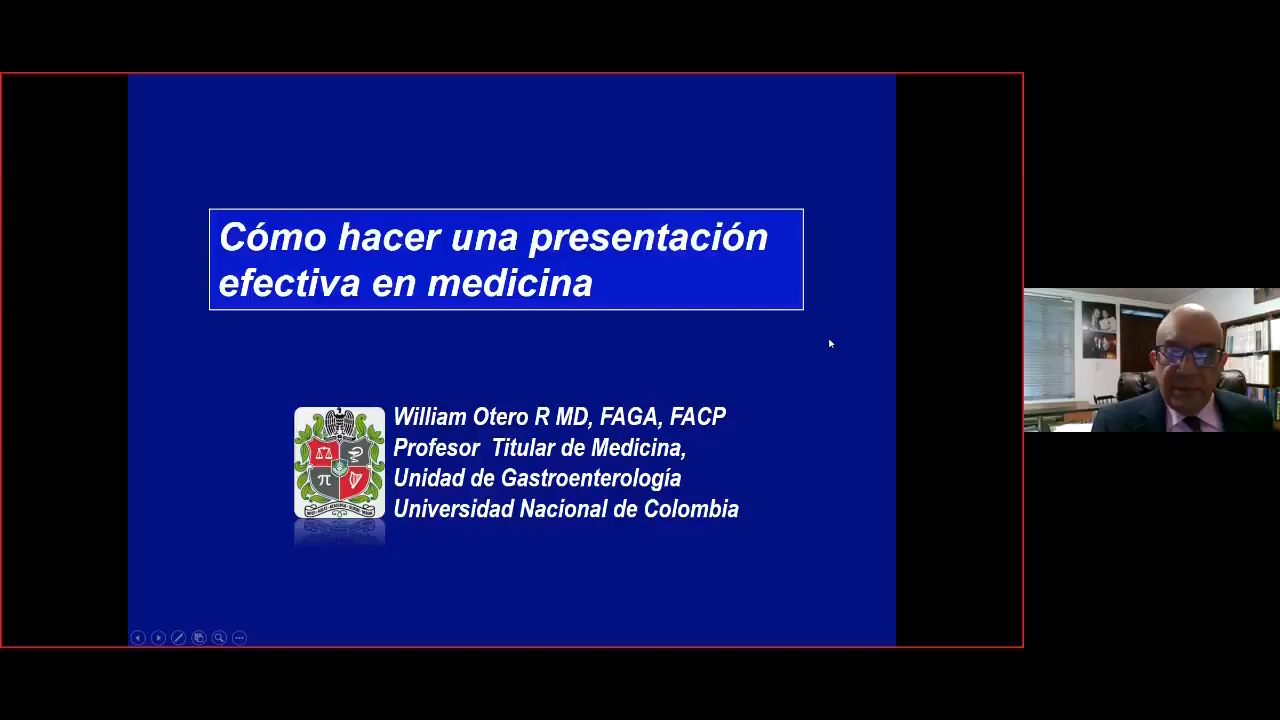 Cómo hacer una presentación
efectiva en medicina
William Otero R MD, FAGA, FACP
Profesor Titular de Medicina,
Unidad de Gastroenterología
Universidad Nacional de Colombia